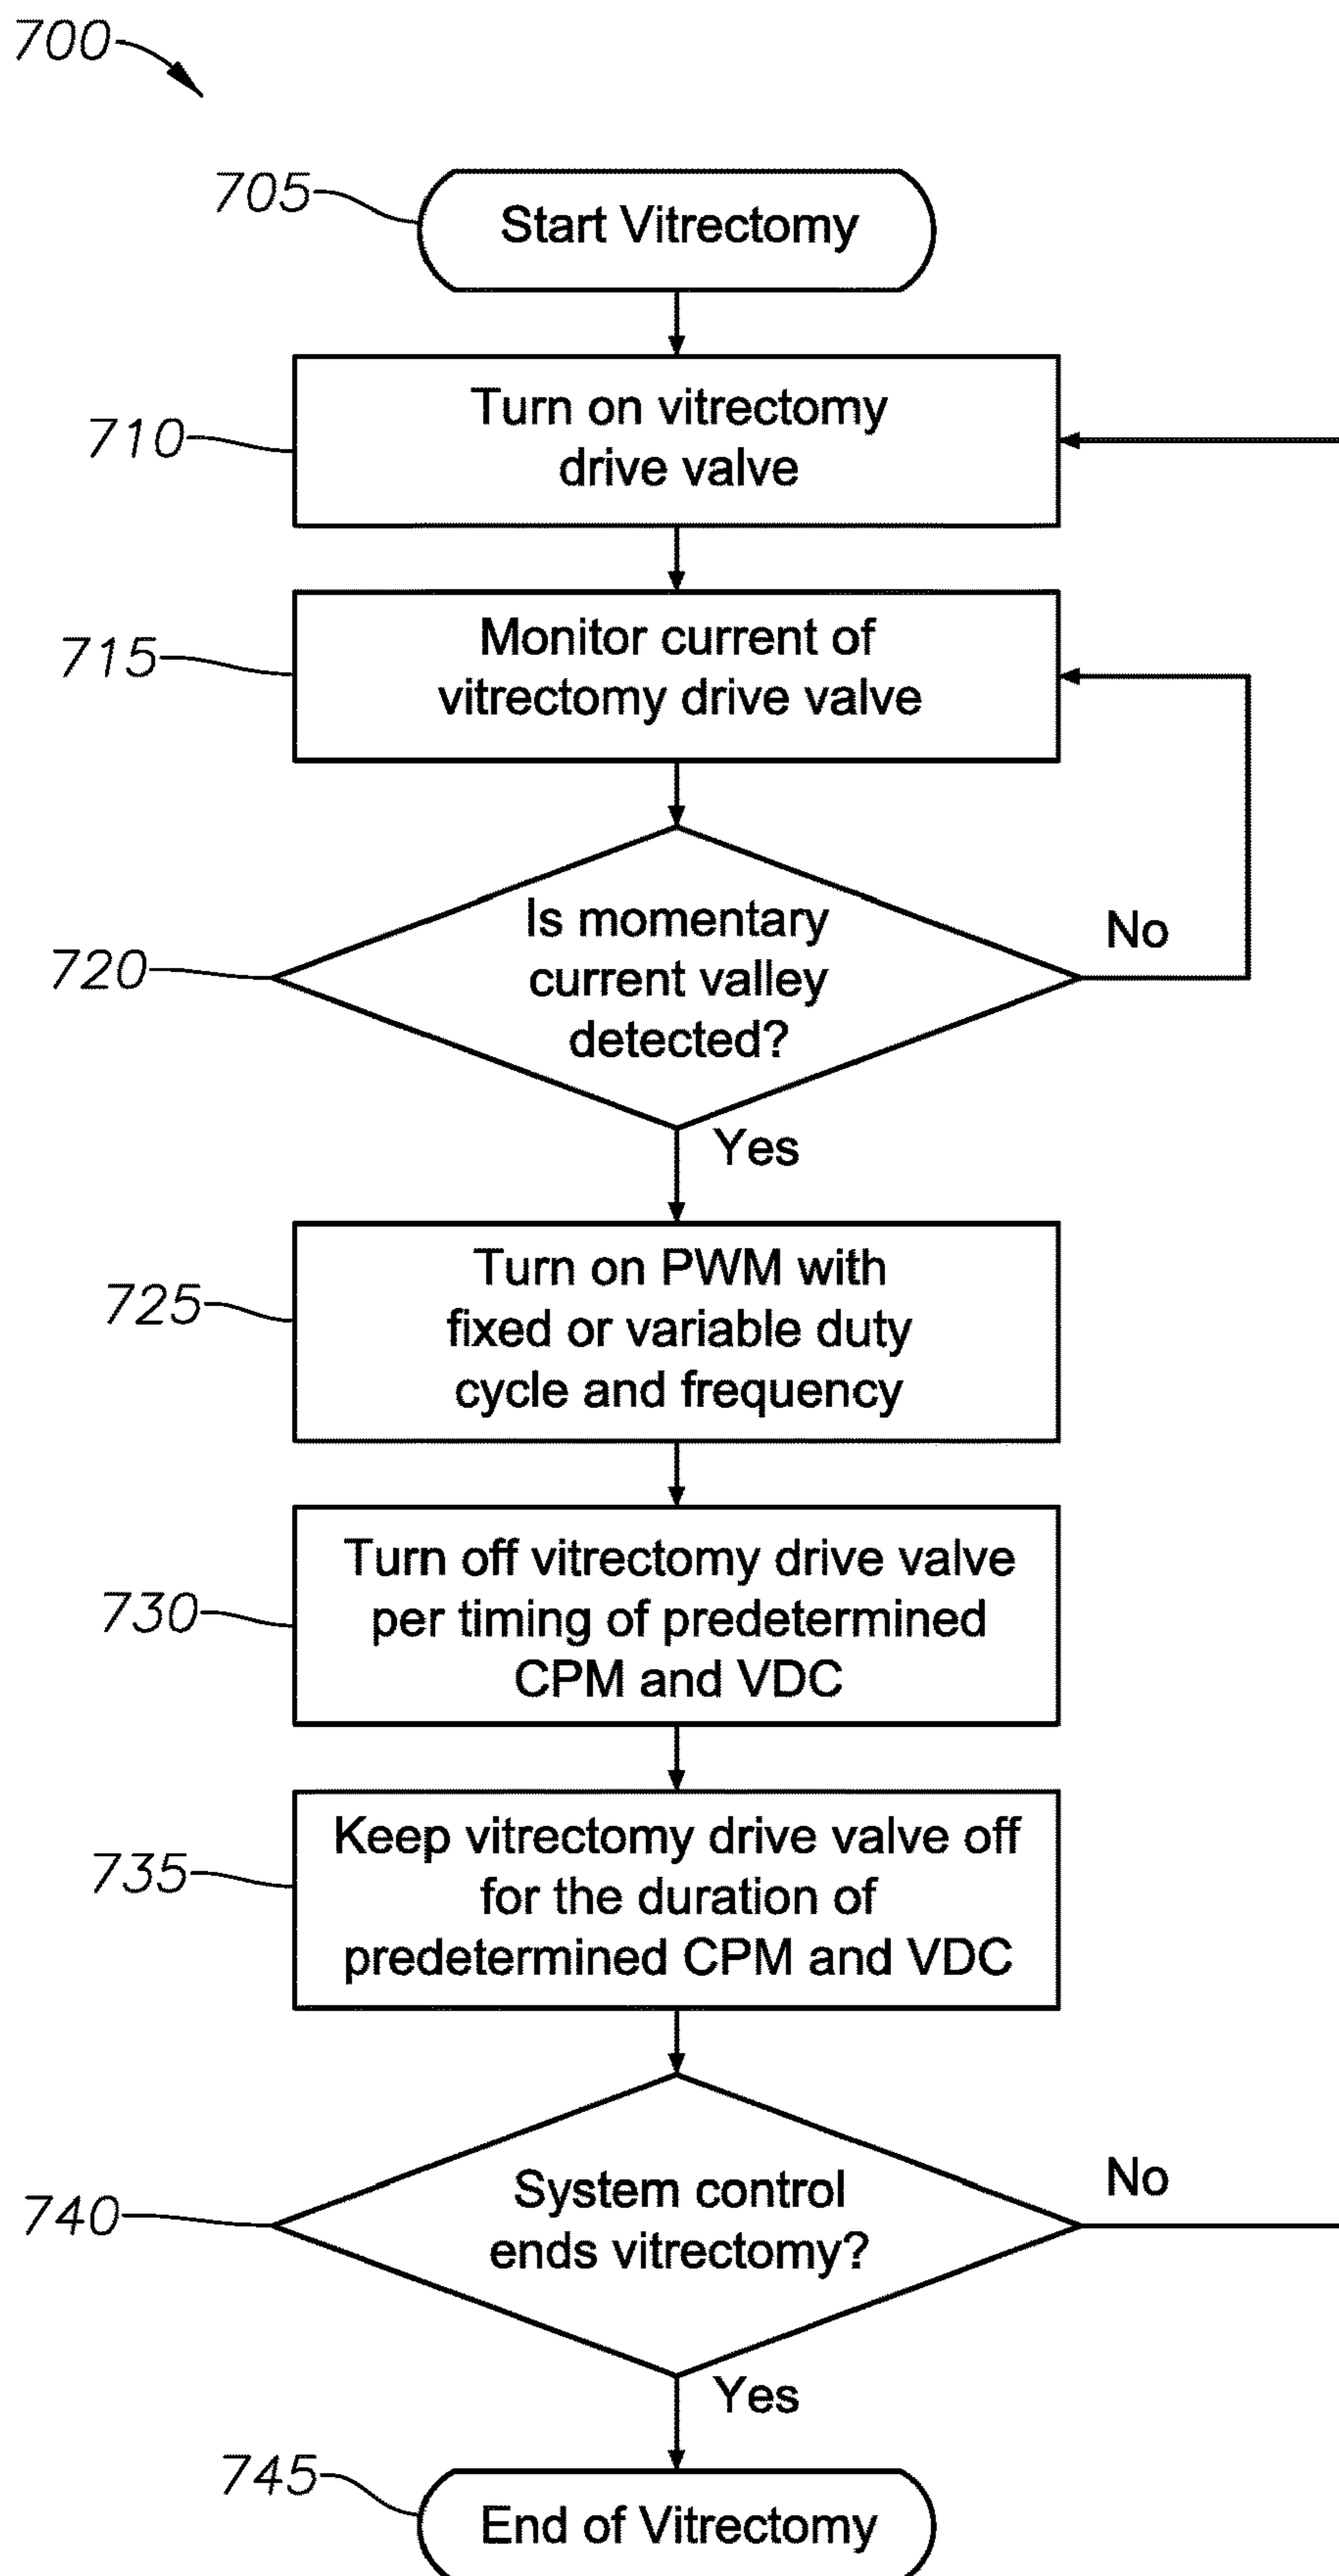 700
705
Start Vitrectomy
710
Turn on vitrectomy
drive valve
715
Monitor current of
vitrectomy drive valve
720
Is momentary
current valley
detected?
No
Yes
725
Turn on PWM with
fixed or variable duty
cycle and frequency
730
Turn off vitrectomy drive valve
per timing of predetermined
CPM and VDC
735
Keep vitrectomy drive valve off
for the duration of
predetermined CPM and VDC
740
System control
ends vitrectomy?
No
Yes
745
End of Vitrectomy